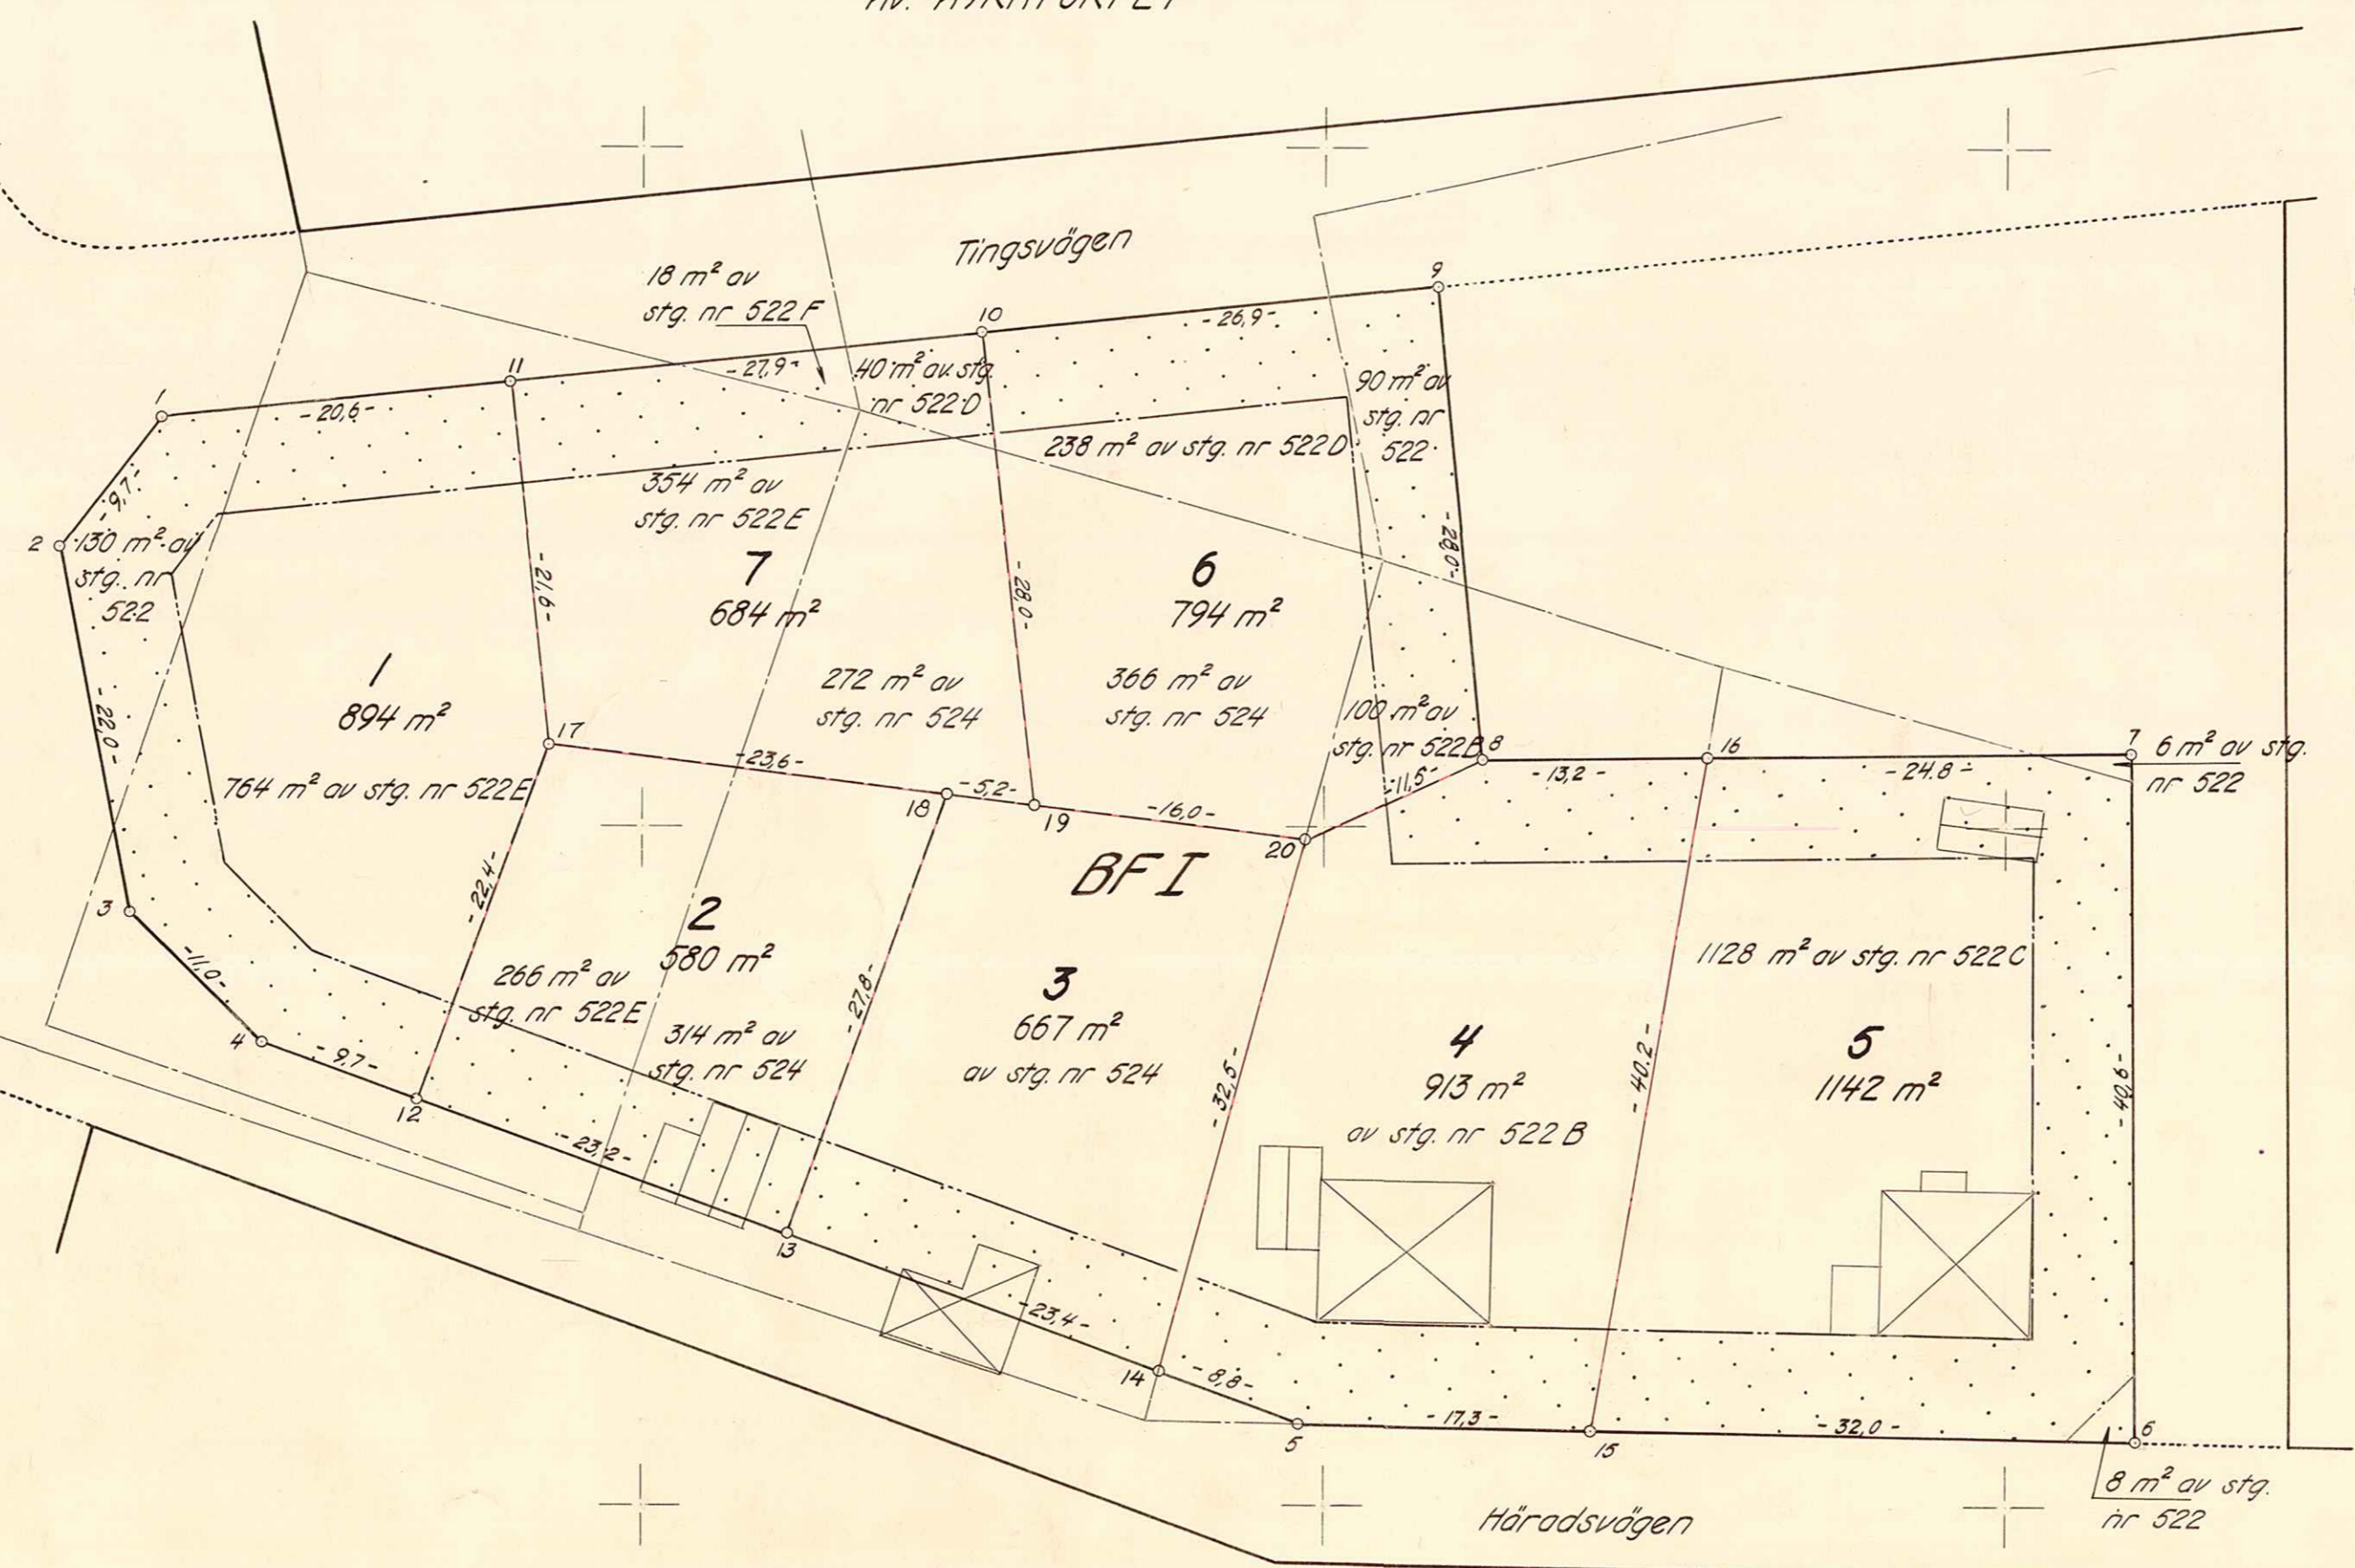 Tingsvägen
18 m² av
stg. nr 522 F
9
10
-26,9-
11
-27,9-
40 m² av stg.
nr 522 D
90 m² av
stg. nr
522
1
-20,6-
238 m² av stg. nr 522 D
-9,7-
354 m² av
stg. nr 522 E
2
130 m² av
stg. nr
522
-21,6-
7
684 m²
-28,0-
6
794 m²
-28,0-
1
894 m²
-22,0-
272 m² av
stg. nr 524
366 m² av
stg. nr 524
100 m² av
stg. nr 522 B
8
17
16
7
6 m² av stg.
nr 522
-23,6-
764 m² av stg. nr 522 E
-5,2-
-16,0-
-11,5-
-13,2-
-24,8-
18
19
20
BF I
-22,4-
3
2
580 m²
-11,0-
266 m² av
stg. nr 522 E
-27,8-
3
667 m²
av stg. nr 524
1128 m² av stg. nr 522 C
314 m² av
stg. nr 524
4
-9,7-
12
-32,5-
4
913 m²
av stg. nr 522 B
-40,2-
5
1142 m²
-40,6-
-23,2-
13
-23,4-
14
-8,8-
5
-17,3-
15
-32,0-
6
8 m² av stg.
nr 522
Häradsvägen